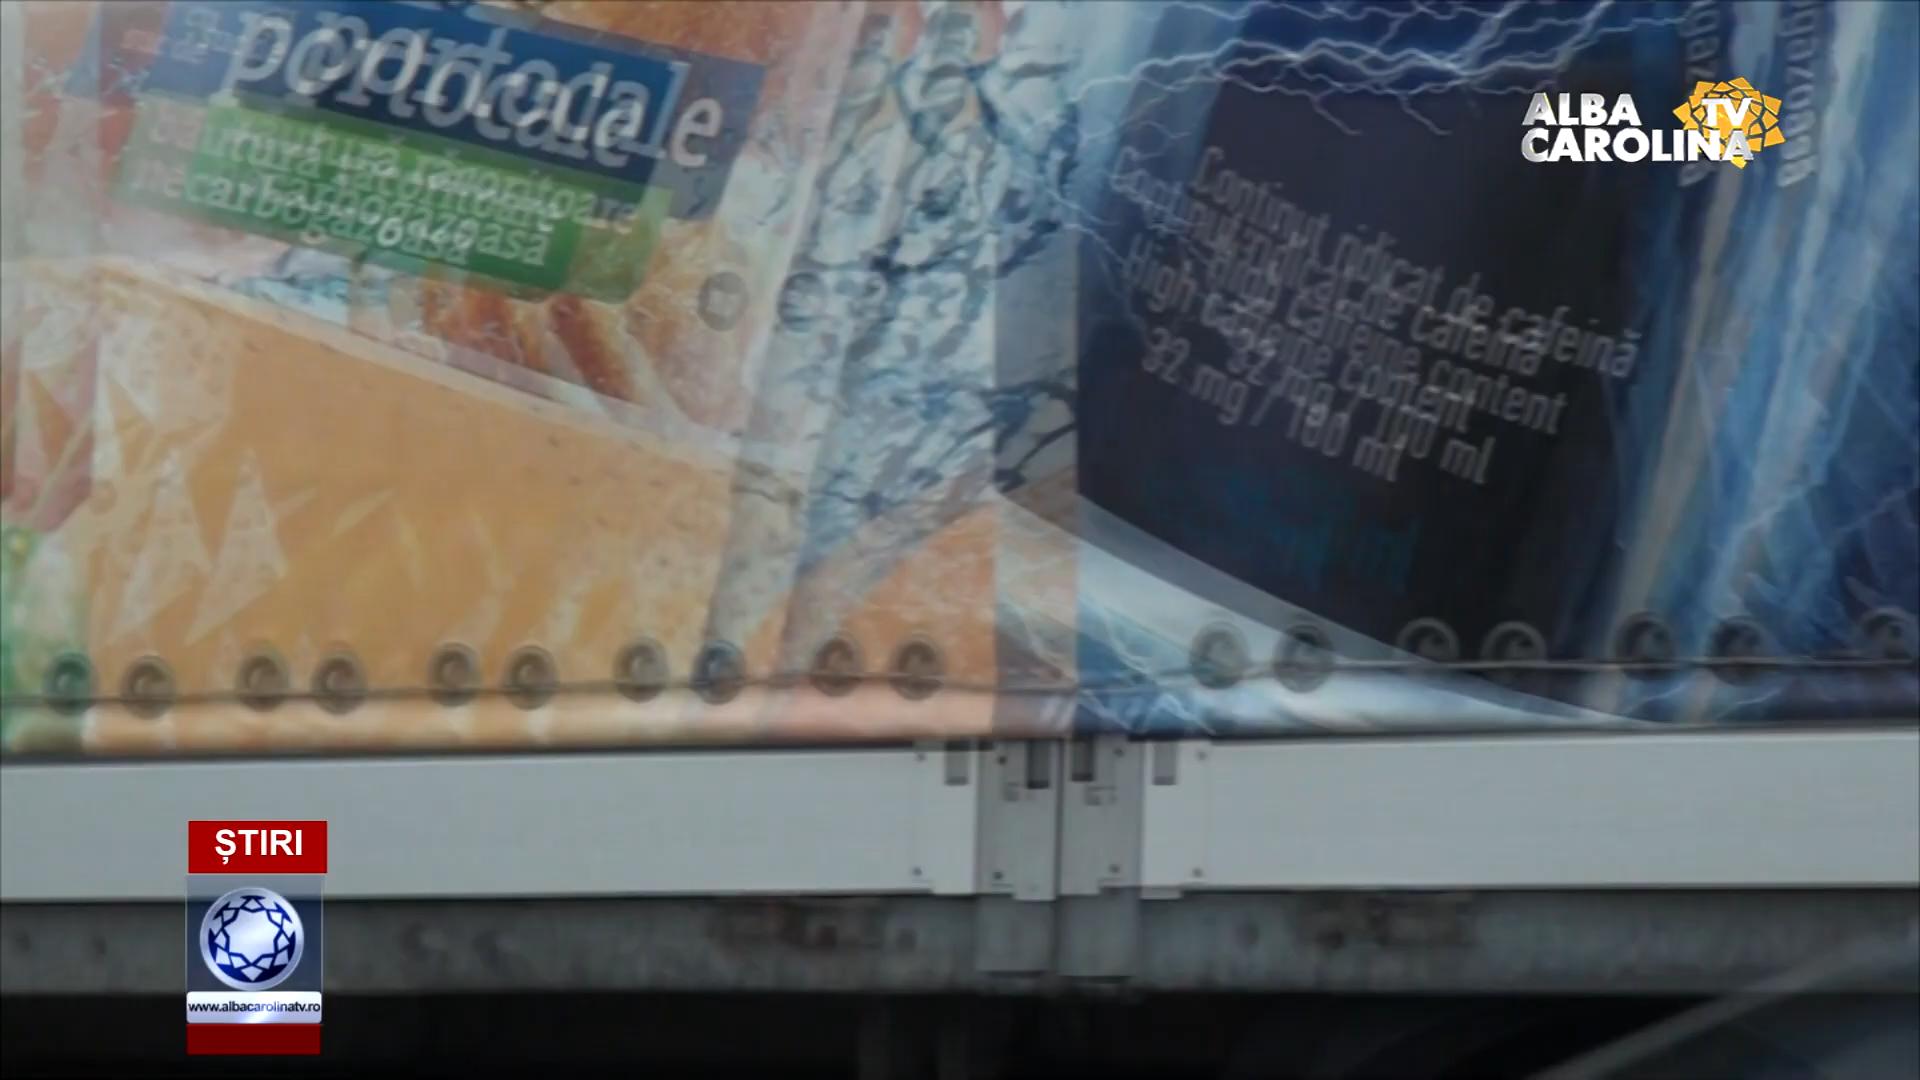 portocale
băutură răcoritoare
necarbogazoasă
ALBA TV
CAROLINA
Conținut ridicat de cafeină
High caffeine content
32 mg / 100 ml
ȘTIRI
www.albacarolinatv.ro